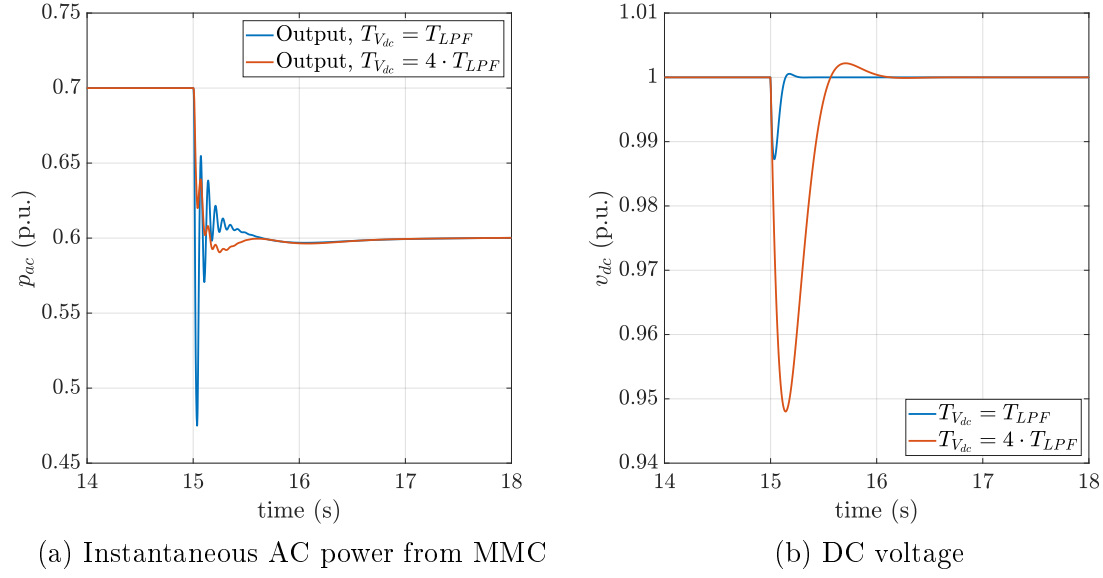 0.75
0.7
0.65
0.6
0.55
0.5
0.45
p_{ac} (p.u.)
Output, T_{V_{dc}} = T_{LPF}
Output, T_{V_{dc}} = 4 · T_{LPF}
14 15 16 17 18
time (s)
(a) Instantaneous AC power from MMC
1.01
1
0.99
0.98
0.97
0.96
0.95
0.94
v_{dc} (p.u.)
T_{V_{dc}} = T_{LPF}
T_{V_{dc}} = 4 · T_{LPF}
14 15 16 17 18
time (s)
(b) DC voltage